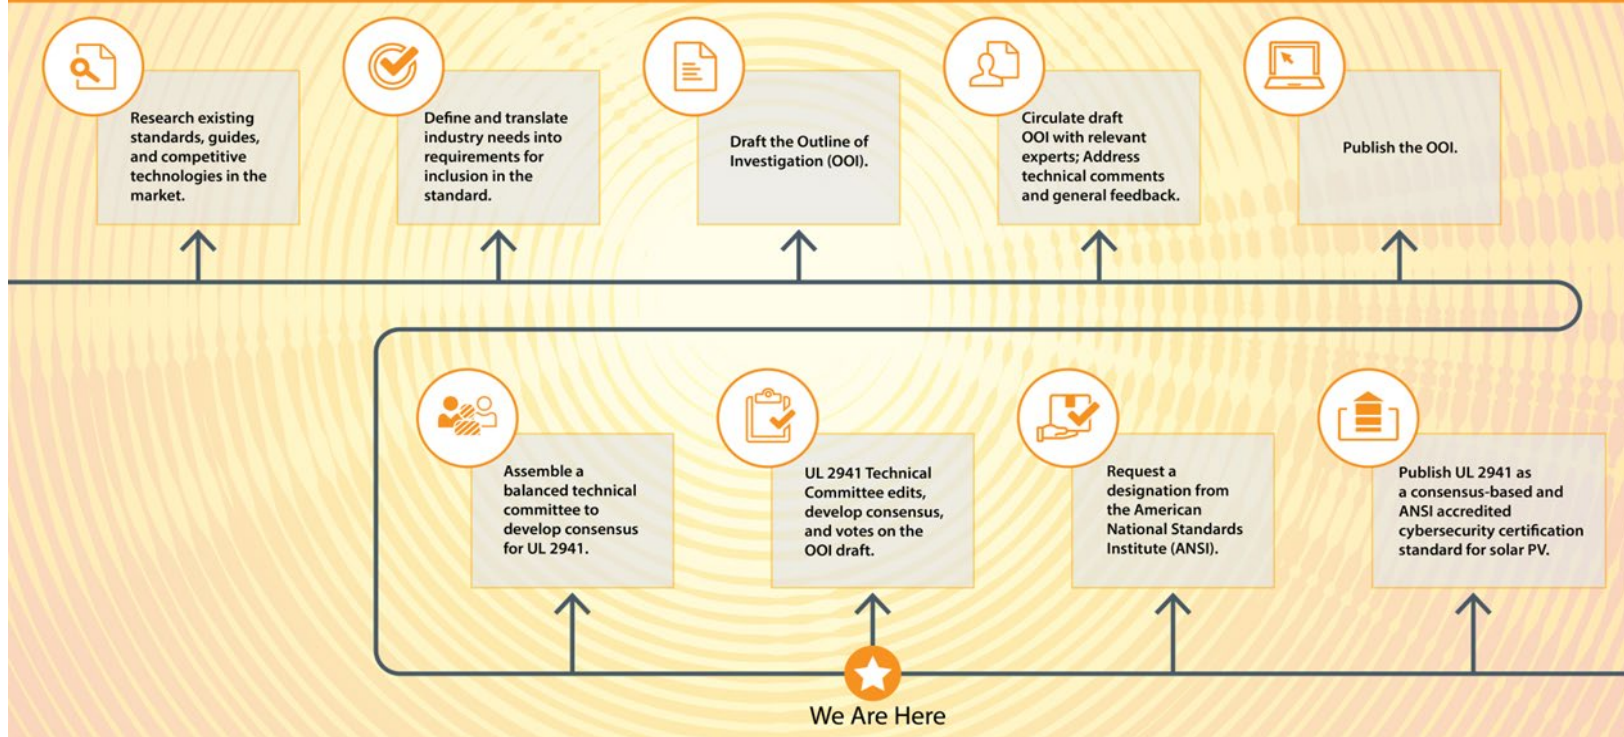 Research existing
standards, guides,
and competitive
technologies in the
market.
Define and translate
industry needs into
requirements for
inclusion in the
standard.
Draft the Outline of
Investigation (OOI).
Circulate draft
OOI with relevant
experts; Address
technical comments
and general feedback.
Publish the OOI.
Assemble a
balanced technical
committee to
develop consensus
for UL 2941.
UL 2941 Technical
Committee edits,
develop consensus,
and votes on the
OOI draft.
Request a
designation from
the American
National Standards
Institute (ANSI).
Publish UL 2941 as
a consensus-based and
ANSI accredited
cybersecurity certification
standard for solar PV.
We Are Here